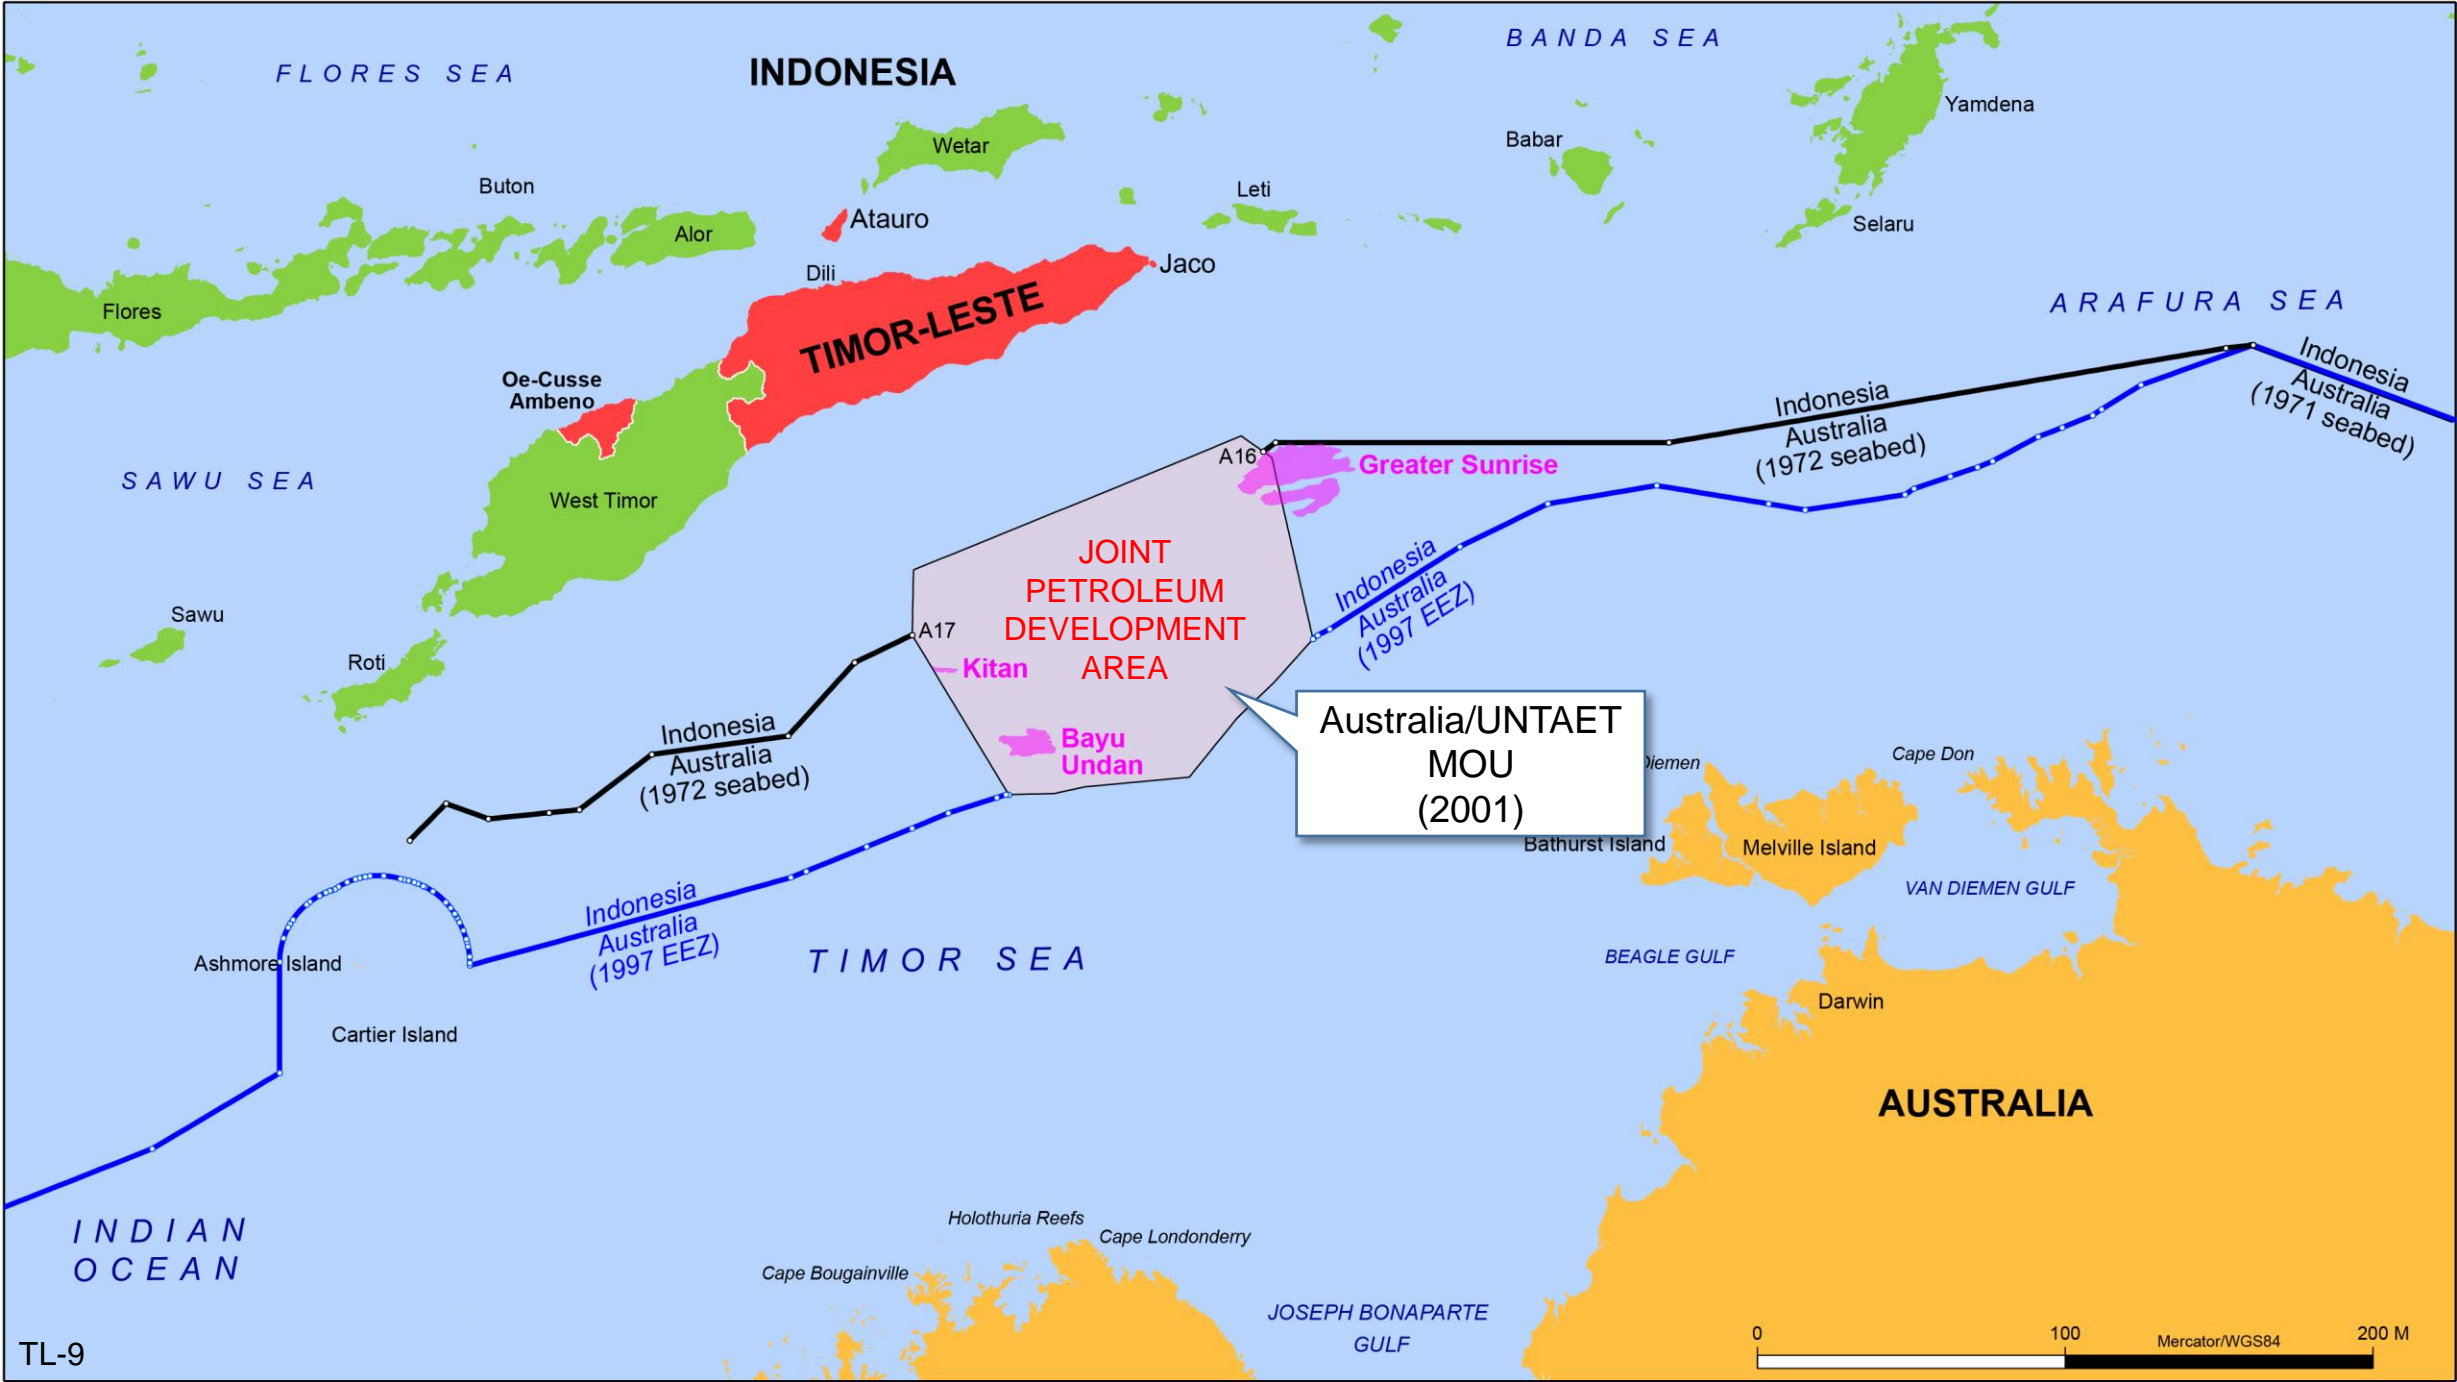 FLORES SEA
INDONESIA
BANDA SEA
Yamdena
Wetar
Babar
Buton
Leti
Atauro
Selaru
Alor
Jaco
Dili
ARAFURA SEA
Flores
TIMOR-LESTE
Indonesia
Australia
(1971 seabed)
Oe-Cusse
Ambeno
Indonesia
Australia
(1972 seabed)
A16
Greater Sunrise
SAWU SEA
West Timor
JOINT
PETROLEUM
DEVELOPMENT
AREA
Indonesia
Australia
(1997 EEZ)
Sawu
A17
Roti
Kitan
Indonesia
Australia
(1972 seabed)
Bayu
Undan
Australia/UNTAET
MOU
(2001)
Diemen
Cape Don
Bathurst Island
Melville Island
VAN DIEMEN GULF
Indonesia
Australia
(1997 EEZ)
TIMOR SEA
BEAGLE GULF
Ashmore Island
Darwin
Cartier Island
AUSTRALIA
INDIAN
OCEAN
Holothuria Reefs
Cape Londonderry
Cape Bougainville
JOSEPH BONAPARTE
GULF
0 100 200 M
Mercator/WGS84
TL-9